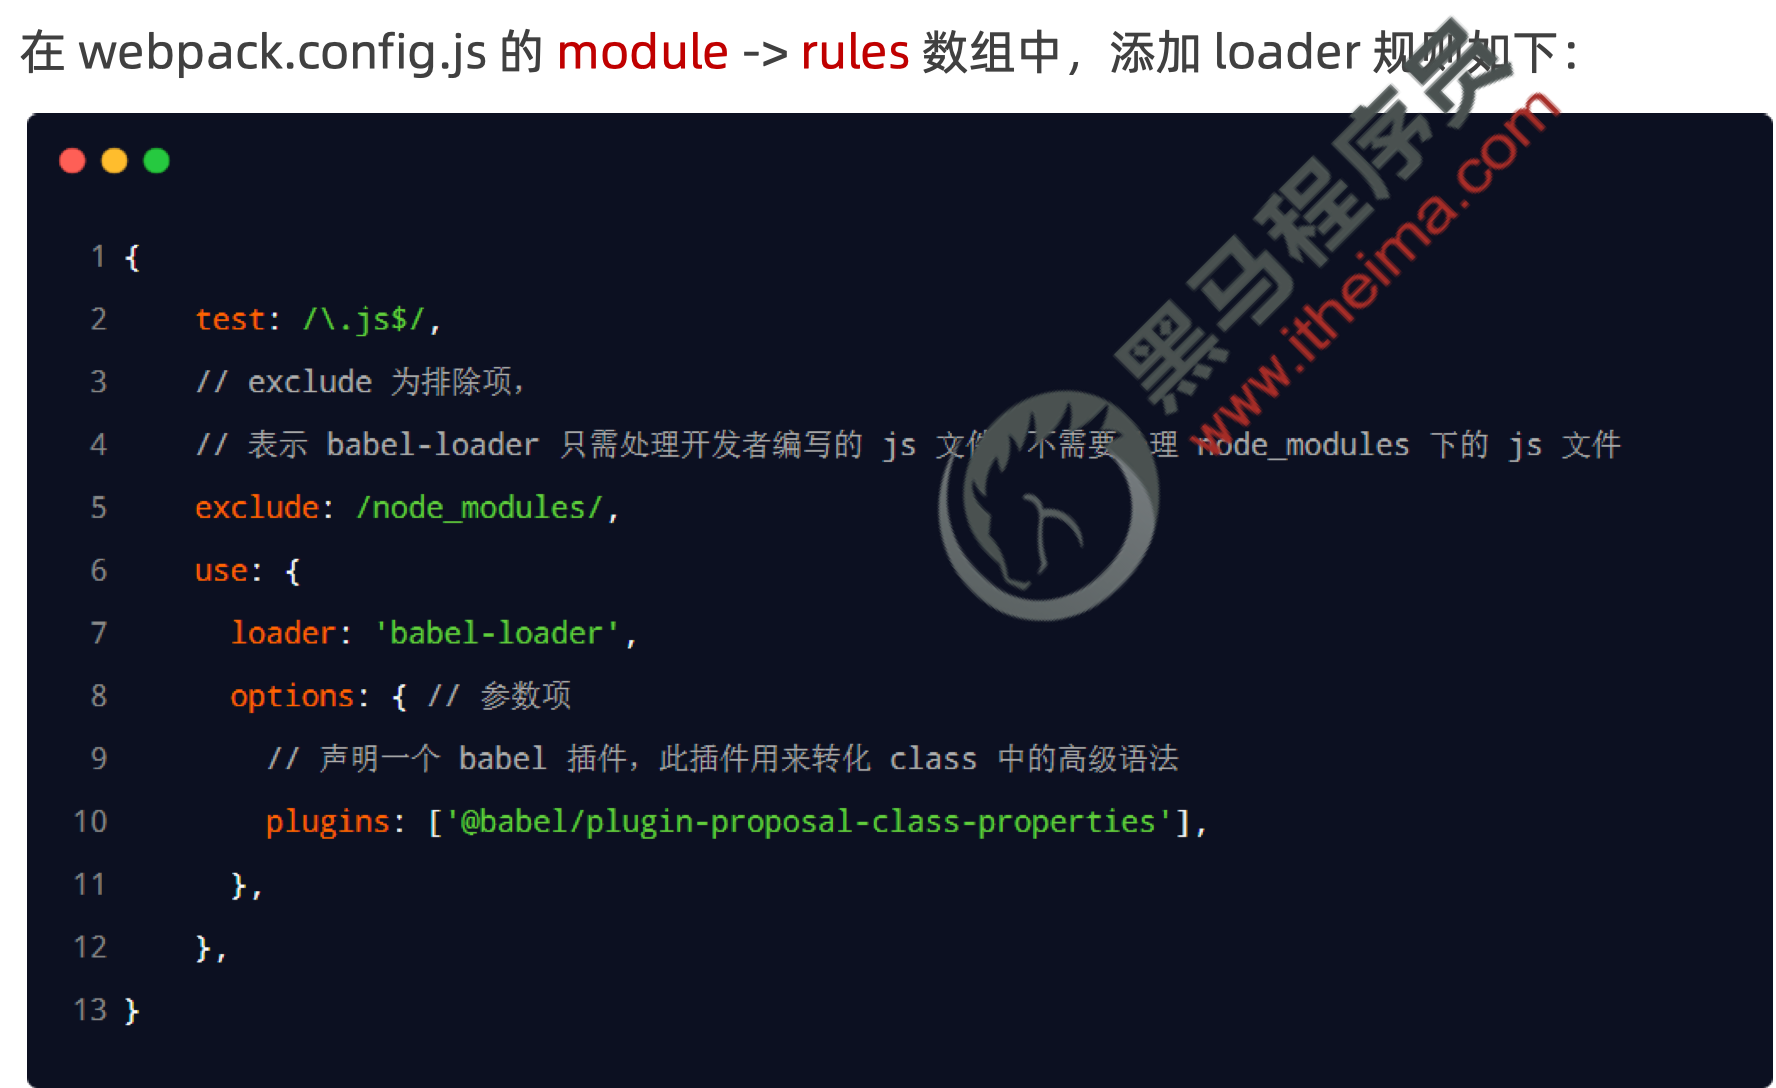 在 webpack.config.js 的 module -> rules 数组中，添加 loader 规则如下：
1 {
2 test: /\.js$/,
3 // exclude 为排除项，
4 // 表示 babel-loader 只需处理开发者编写的 js 文件 不需要 理 node_modules 下的 js 文件
5 exclude: /node_modules/,
6 use: {
7 loader: 'babel-loader',
8 options: { // 参数项
9 // 声明一个 babel 插件，此插件用来转化 class 中的高级语法
10 plugins: ['@babel/plugin-proposal-class-properties'],
11 },
12 },
13 }
黑马程序员
www.itheima.com